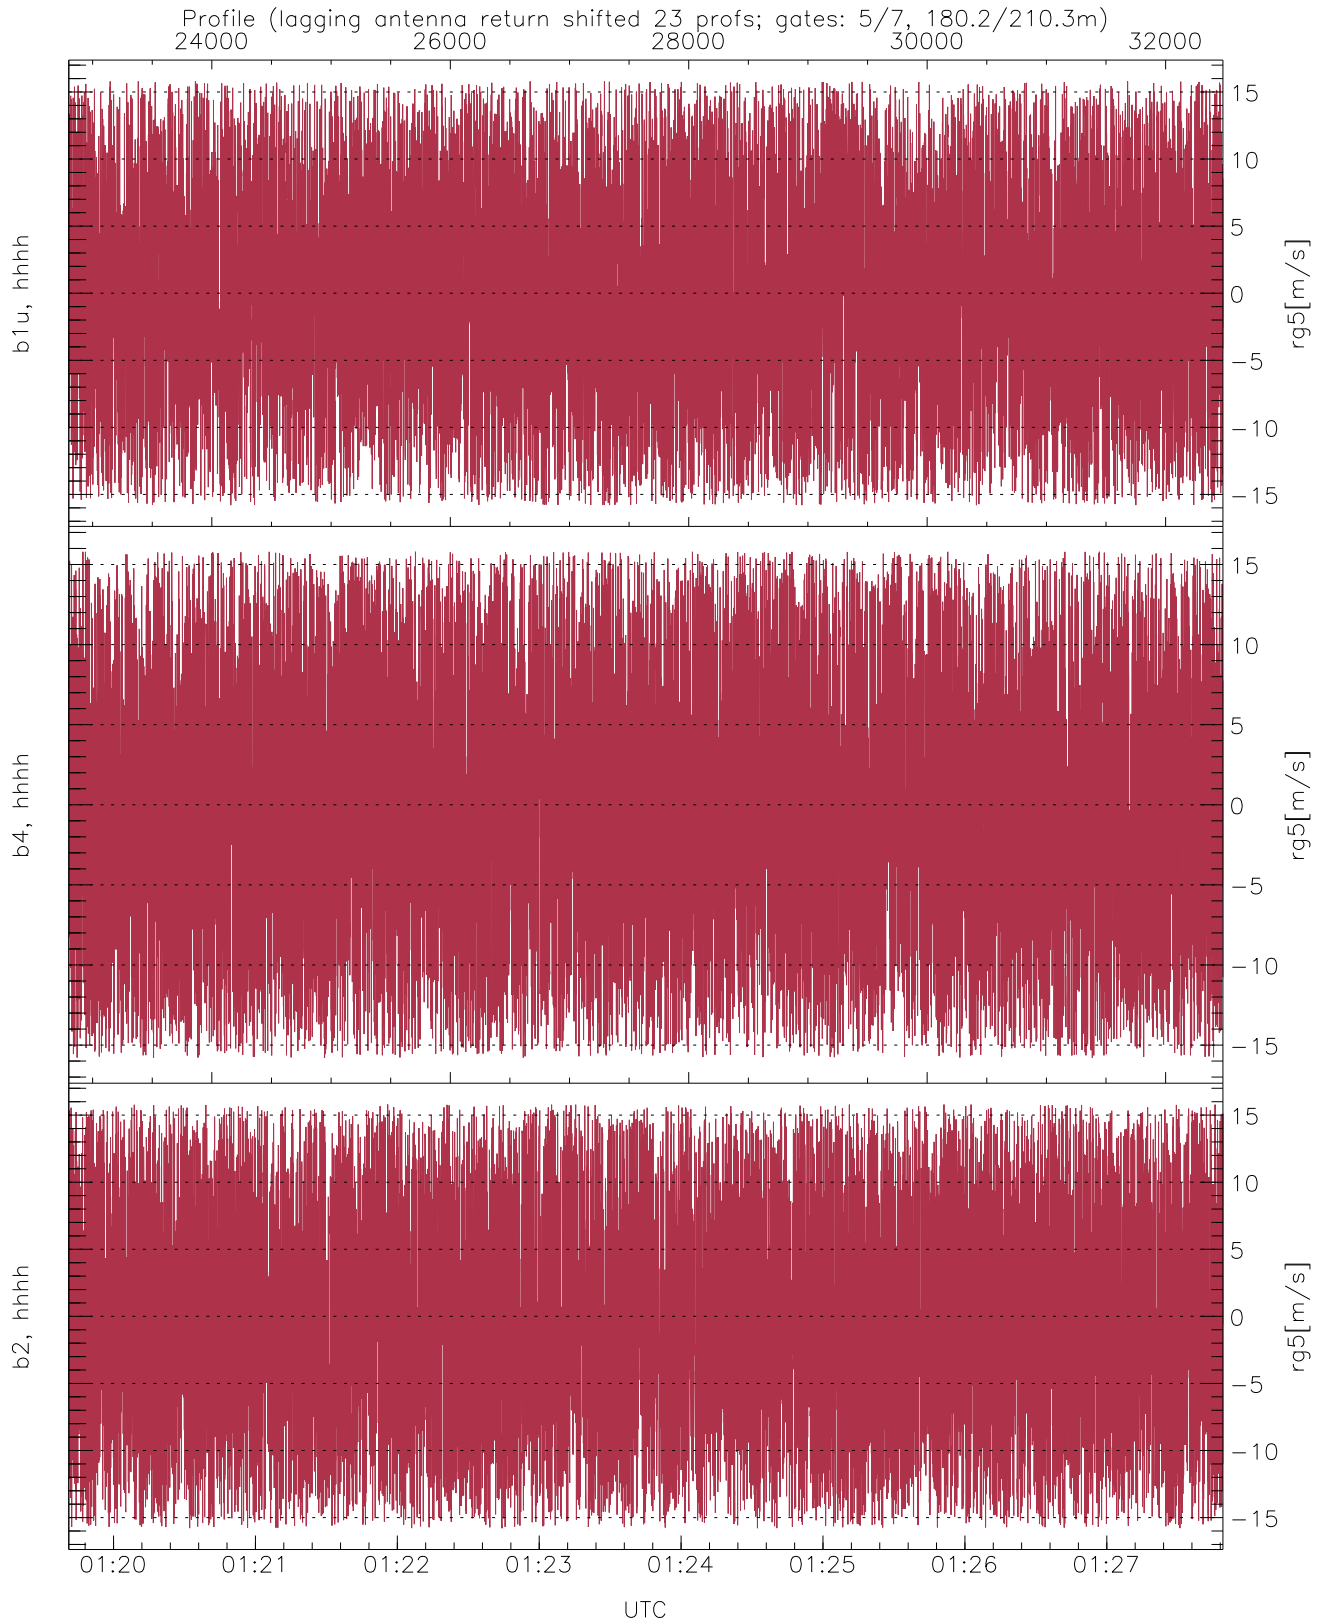 Profile (lagging antenna return shifted 23 profs; gates: 5/7, 180.2/210.3m)
24000 26000 28000 30000 32000
b1u, hhhh
15
10
5
0
−5
−10
−15
rg5[m/s]
b4, hhhh
15
10
5
0
−5
−10
−15
rg5[m/s]
b2, hhhh
15
10
5
0
−5
−10
−15
rg5[m/s]
01:20 01:21 01:22 01:23 01:24 01:25 01:26 01:27
UTC